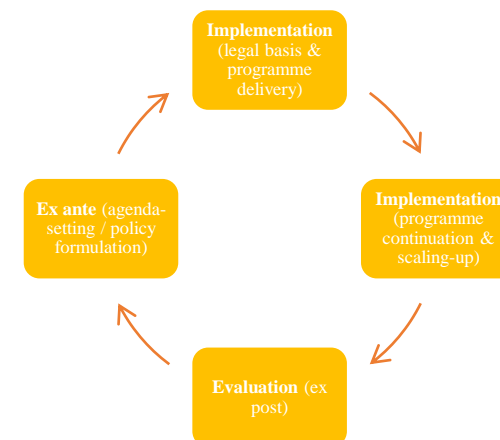 Implementation
(legal basis &
programme
delivery)
Ex ante (agenda-
setting / policy
formulation)
Implementation
(programme
continuation &
scaling-up)
Evaluation (ex
post)